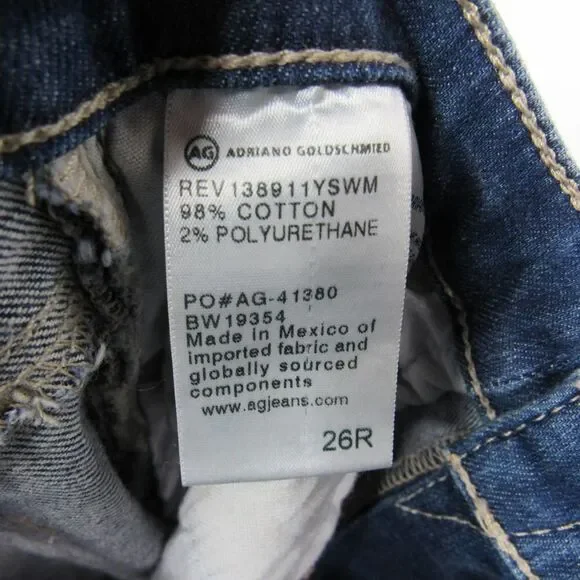 AG ADRIANO GOLDSCHMIED
REV138911YSWM
98% COTTON
2% POLYURETHANE
PO#AG-41380
BW19354
Made in Mexico of
imported fabric and
globally sourced
components
www.agjeans.com
26R